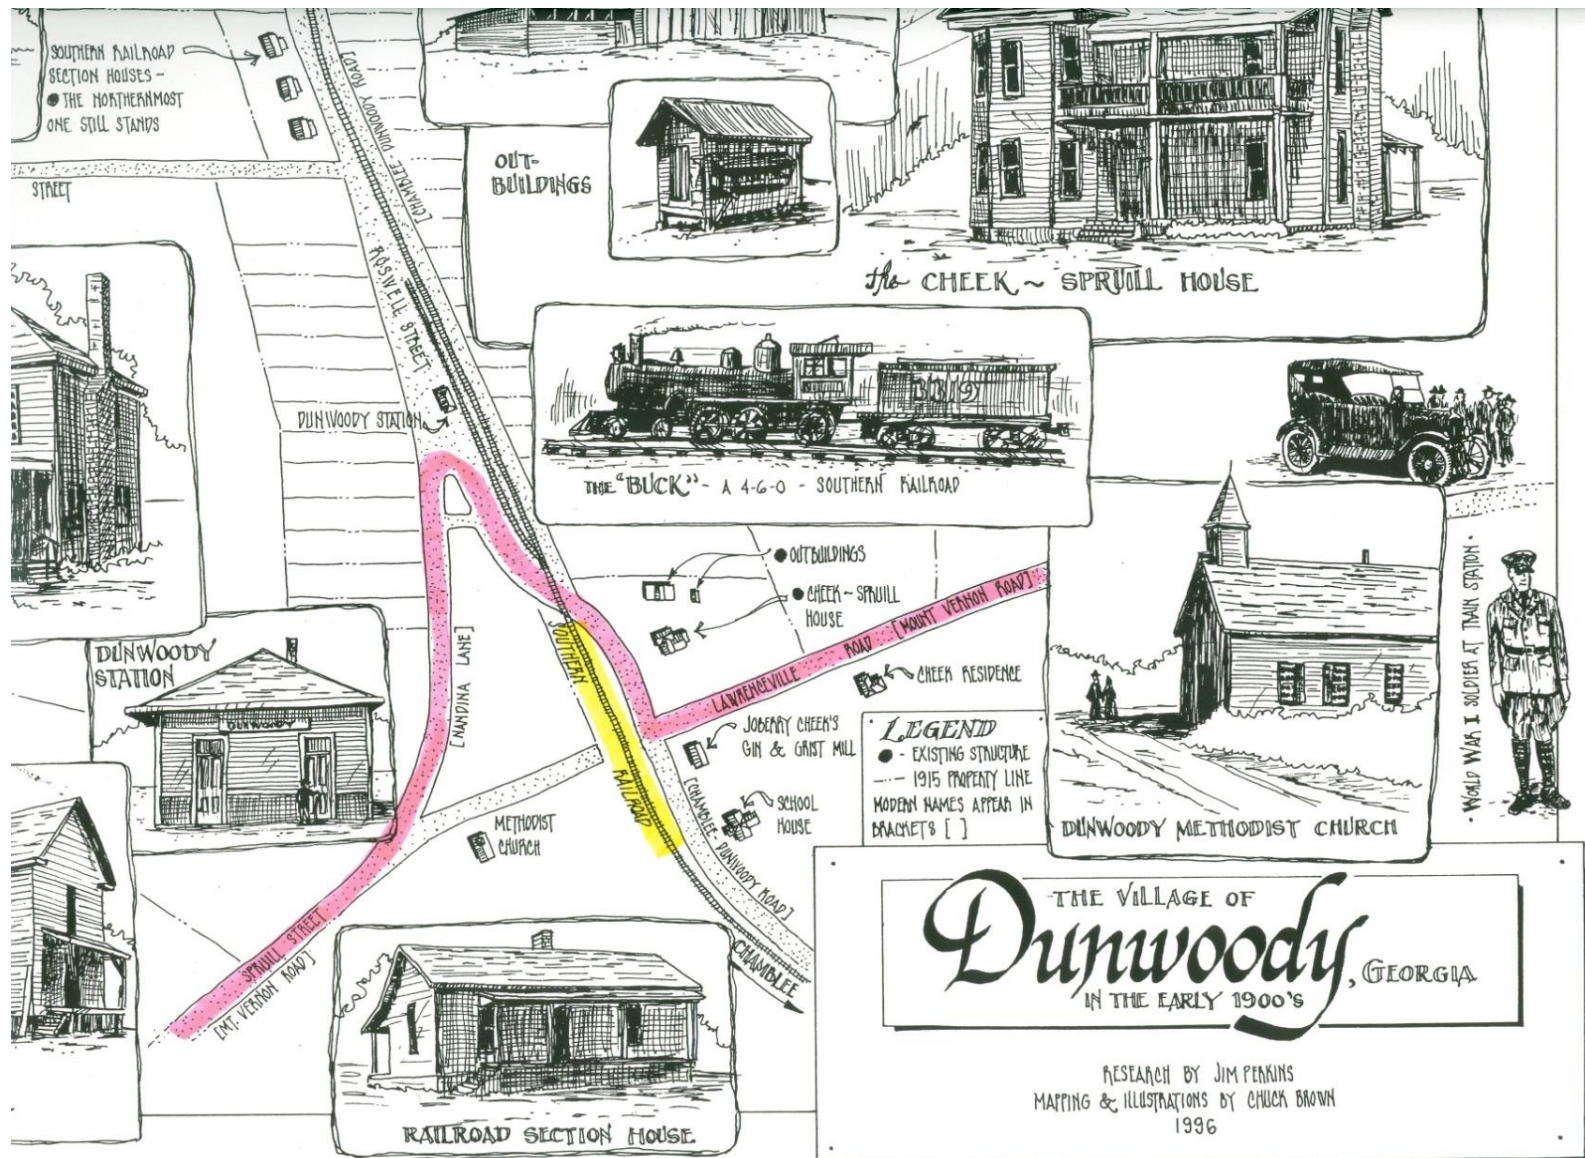 SOUTHERN RAILROAD
SECTION HOUSES -
● THE NORTHERNMOST
ONE STILL STANDS
[CHAMBLEE DUNWOODY ROAD]
STREET
OUT-
BUILDINGS
the CHEEK ~ SPRUILL HOUSE
ROSWELL STREET
DUNWOODY STATION
3319
THE "BUCK" - A 4-6-0 - SOUTHERN RAILROAD
● OUTBUILDINGS
● CHEEK ~ SPRUILL
HOUSE
LAWRENCEVILLE ROAD [MOUNT VERNON ROAD]
CHEEK RESIDENCE
SOUTHERN RAILROAD
[NANDINA LANE]
DUNWOODY
STATION
DUNWOODY
JOBERRY CHEEK'S
GIN & GRIST MILL
SCHOOL
HOUSE
[CHAMBLEE-DUNWOODY ROAD]
METHODIST
CHURCH
LEGEND
● - EXISTING STRUCTURE
—·— 1915 PROPERTY LINE
MODERN NAMES APPEAR IN
BRACKETS [ ]
DUNWOODY METHODIST CHURCH
· WORLD WAR I SOLDIER AT TRAIN STATION ·
SPRUILL STREET
[MT. VERNON ROAD]
CHAMBLEE
RAILROAD SECTION HOUSE
THE VILLAGE OF
Dunwoody, GEORGIA
IN THE EARLY 1900'S
RESEARCH BY JIM PERKINS
MAPPING & ILLUSTRATIONS BY CHUCK BROWN
1996